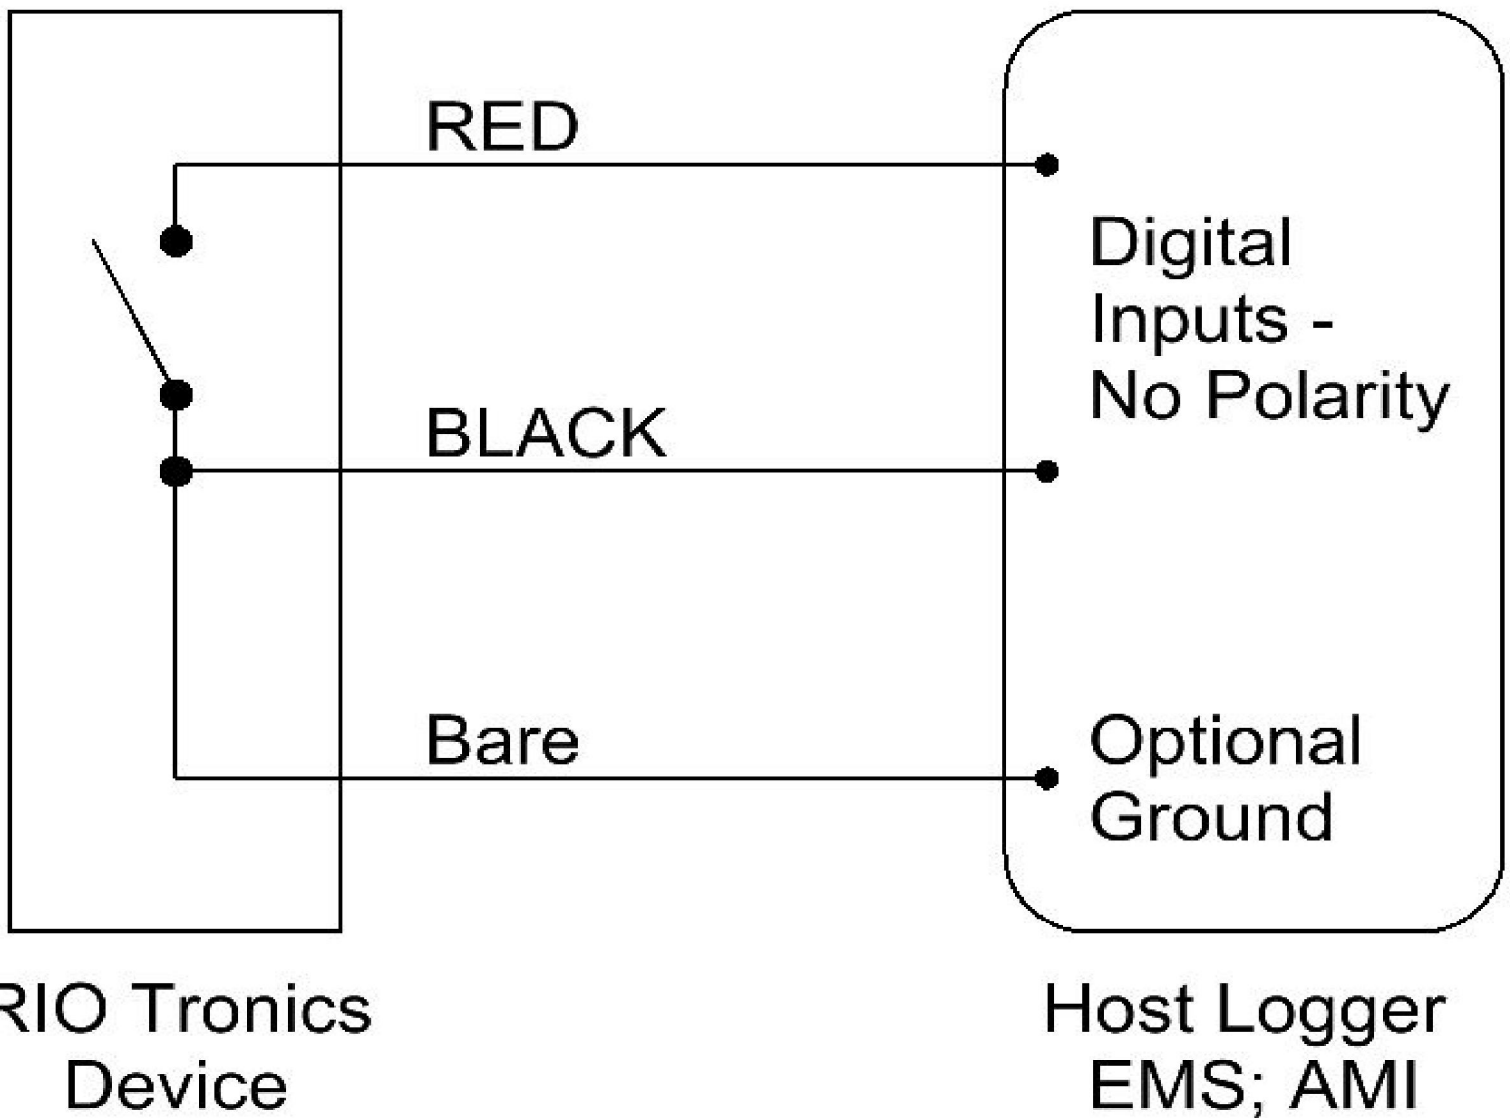 RED
Digital
Inputs -
No Polarity
BLACK
Bare
Optional
Ground
RIO Tronics
Device
Host Logger
EMS; AMI